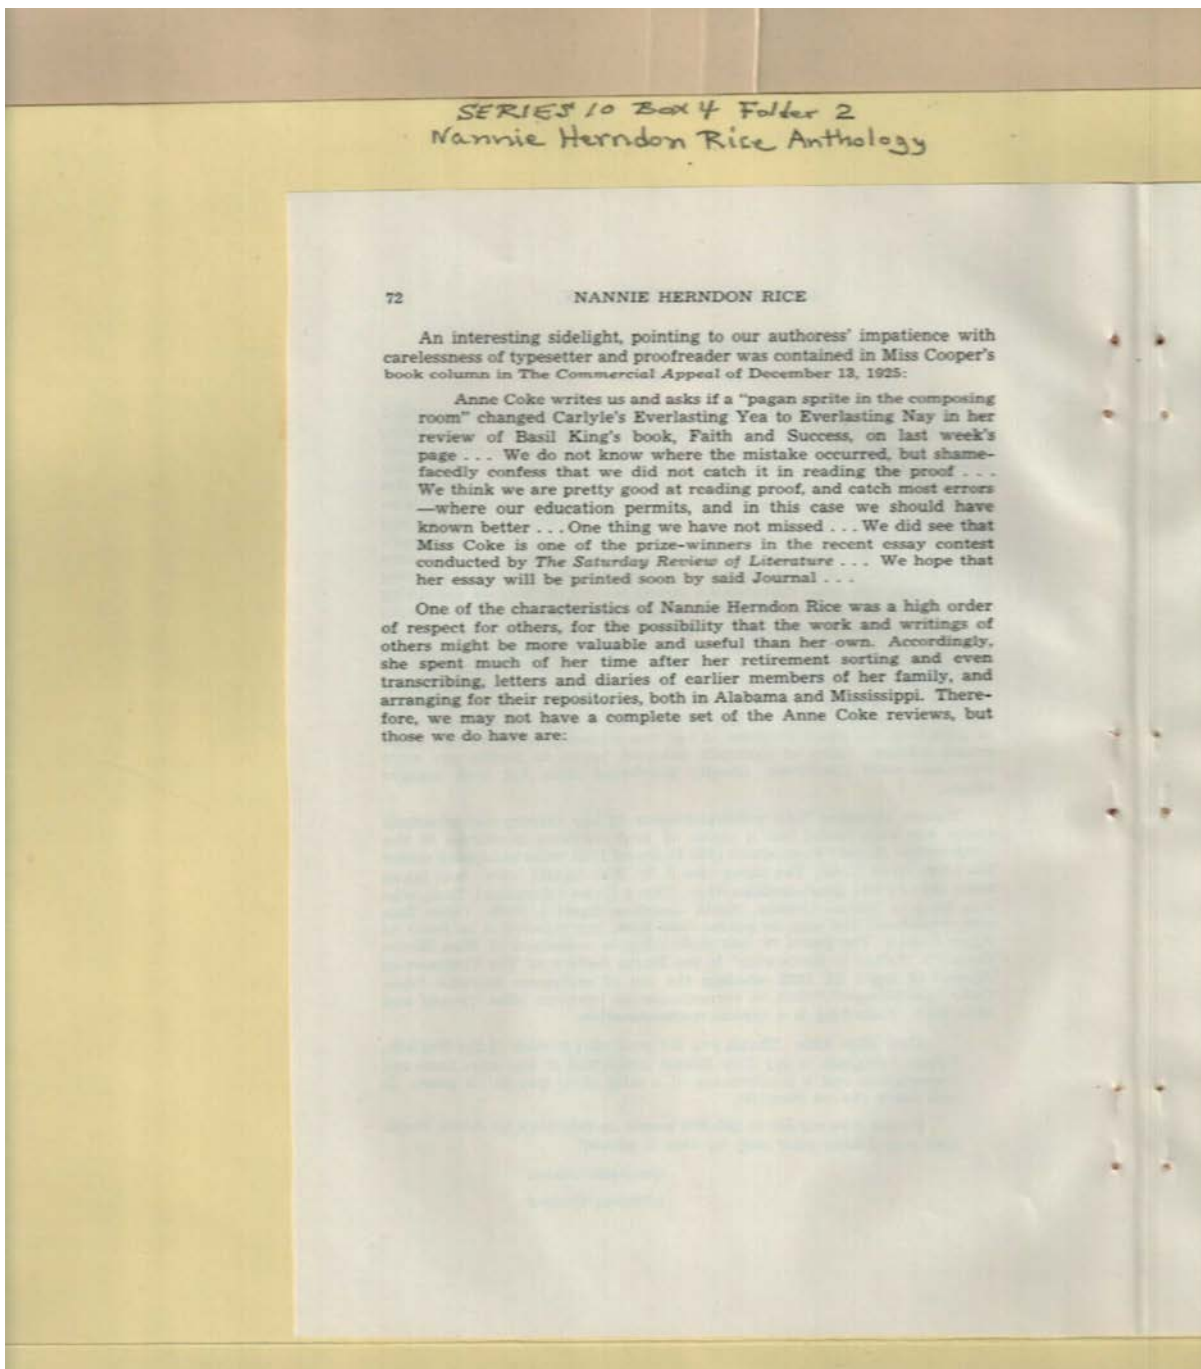 SERIES 10 Box 4 Folder 2
Nannie Herndon Rice Anthology
72 NANNIE HERNDON RICE
An interesting sidelight, pointing to our authoress' impatience with
carelessness of typesetter and proofreader was contained in Miss Cooper's
book column in The Commercial Appeal of December 13, 1925:
Anne Coke writes us and asks if a "pagan sprite in the composing
room" changed Carlyle's Everlasting Yea to Everlasting Nay in her
review of Basil King's book, Faith and Success, on last week's
page . . . We do not know where the mistake occurred, but shame-
facedly confess that we did not catch it in reading the proof . . .
We think we are pretty good at reading proof, and catch most errors
—where our education permits, and in this case we should have
known better . . . One thing we have not missed . . . We did see that
Miss Coke is one of the prize-winners in the recent essay contest
conducted by The Saturday Review of Literature . . . We hope that
her essay will be printed soon by said Journal . . .
One of the characteristics of Nannie Herndon Rice was a high order
of respect for others, for the possibility that the work and writings of
others might be more valuable and useful than her own. Accordingly,
she spent much of her time after her retirement sorting and even
transcribing, letters and diaries of earlier members of her family, and
arranging for their repositories, both in Alabama and Mississippi. There-
fore, we may not have a complete set of the Anne Coke reviews, but
those we do have are: